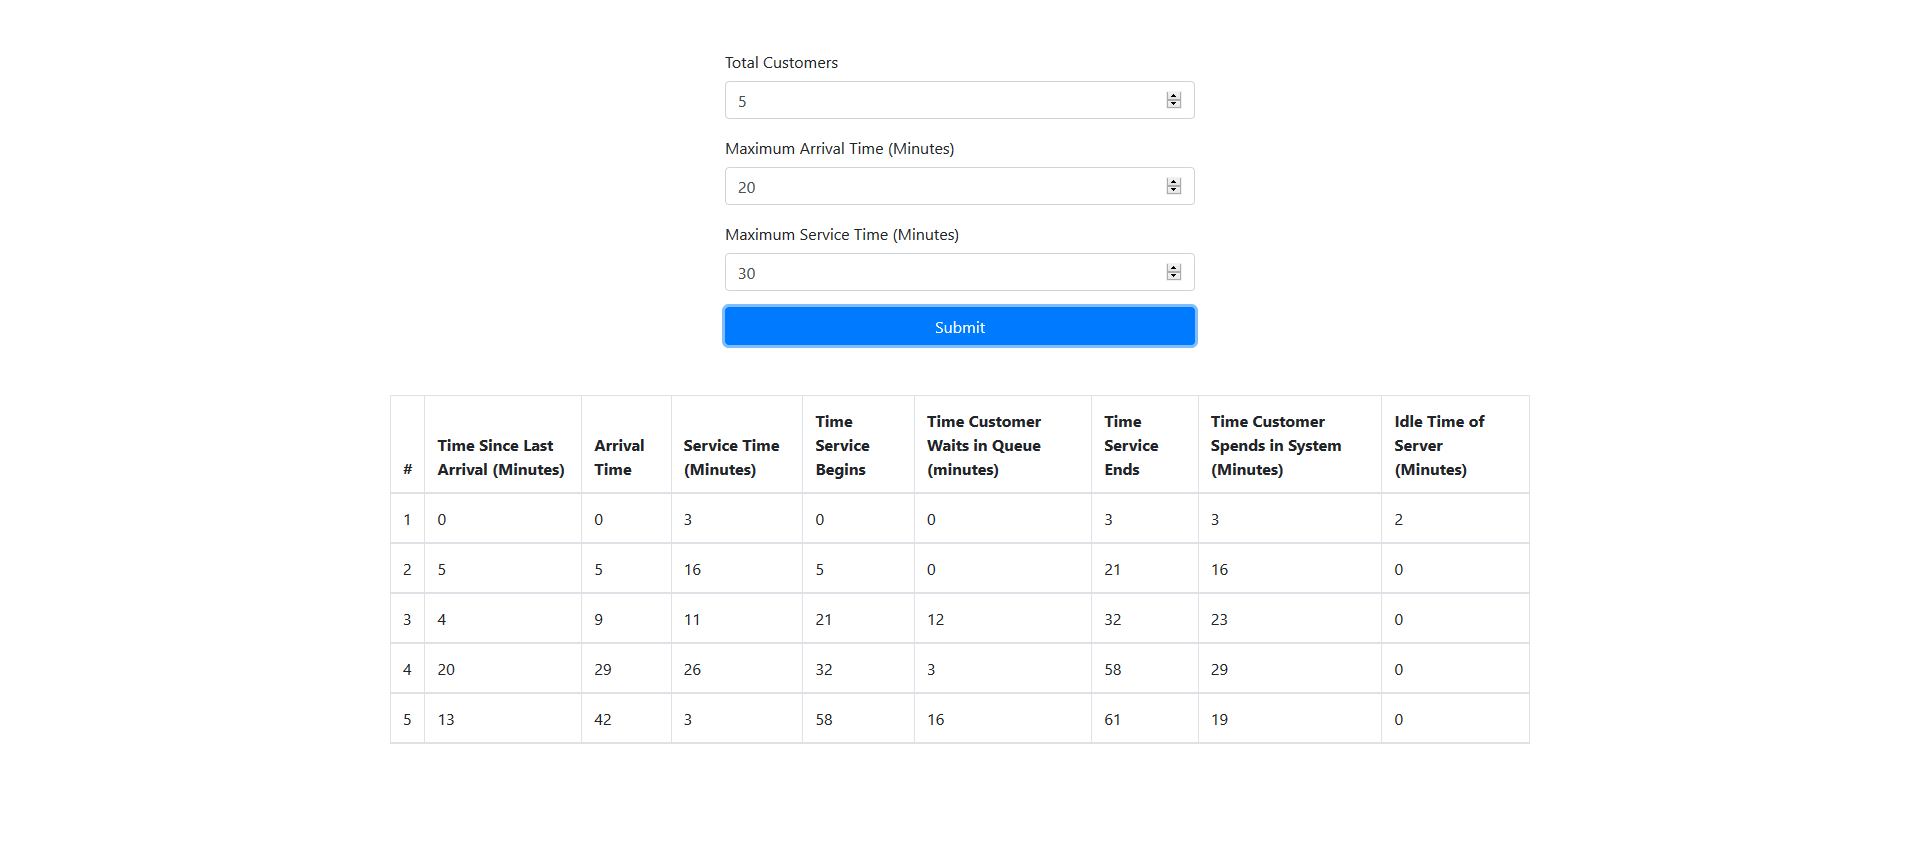 Total Customers
5
Maximum Arrival Time (Minutes)
20
Maximum Service Time (Minutes)
30
Submit
# Time Since Last Arrival (Minutes) Arrival Time Service Time (Minutes) Time Service Begins Time Customer Waits in Queue (minutes) Time Service Ends Time Customer Spends in System (Minutes) Idle Time of Server (Minutes)
1 0 0 3 0 0 3 3 2
2 5 5 16 5 0 21 16 0
3 4 9 11 21 12 32 23 0
4 20 29 26 32 3 58 29 0
5 13 42 3 58 16 61 19 0